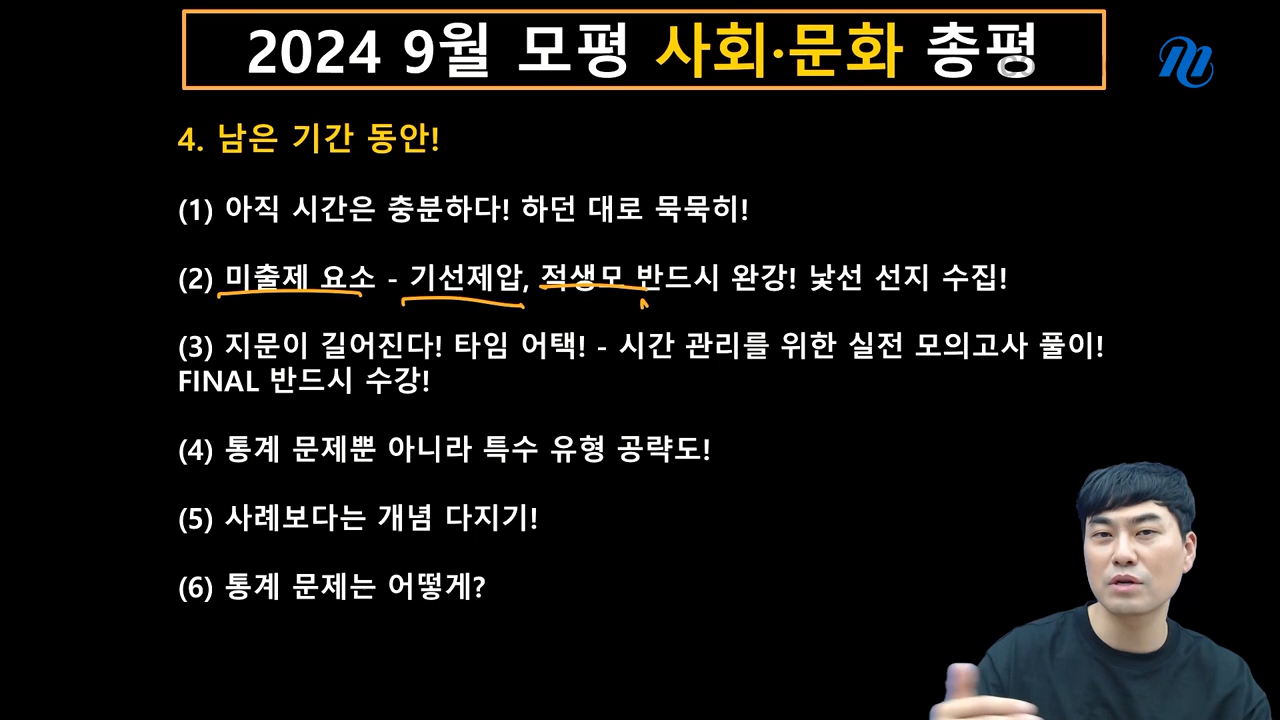 2024 9월 모평 사회·문화 총평
4. 남은 기간 동안!
(1) 아직 시간은 충분하다! 하던 대로 묵묵히!
(2) 미출제 요소 - 기선제압, 적생모 반드시 완강! 낯선 선지 수집!
(3) 지문이 길어진다! 타임 어택! - 시간 관리를 위한 실전 모의고사 풀이!
FINAL 반드시 수강!
(4) 통계 문제뿐 아니라 특수 유형 공략도!
(5) 사례보다는 개념 다지기!
(6) 통계 문제는 어떻게?